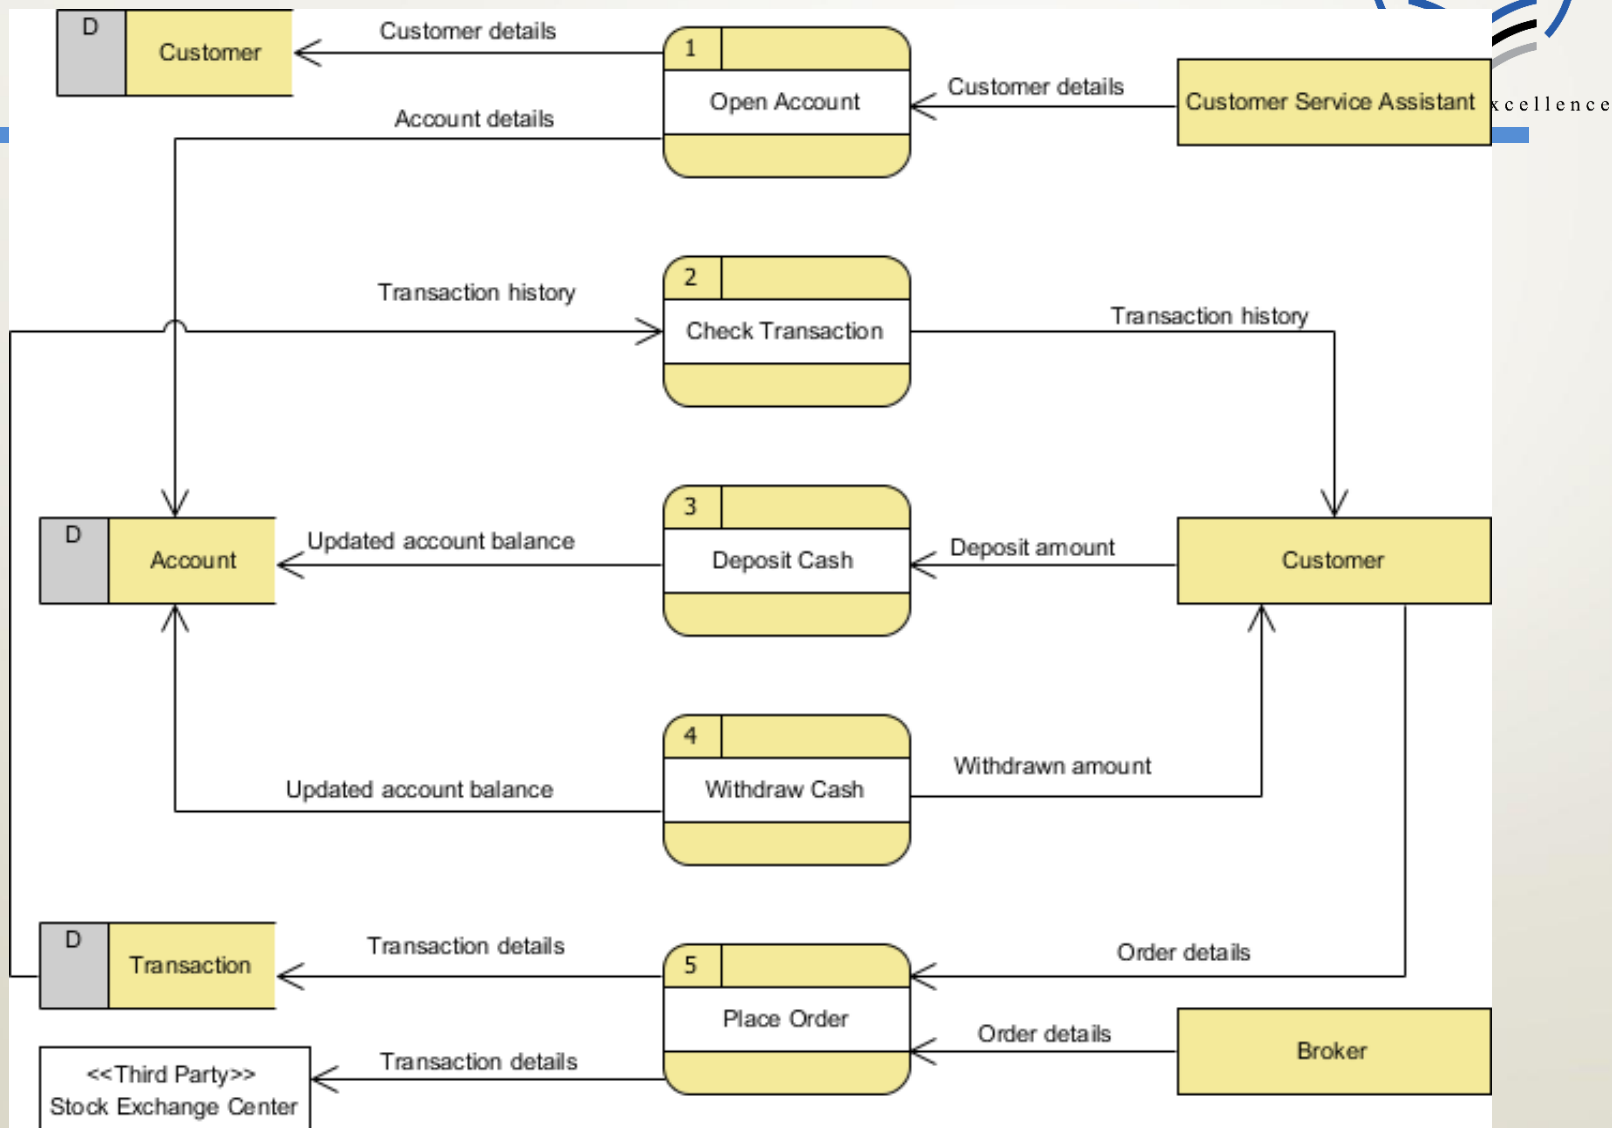 D
Customer
Customer details
1
Open Account
Customer details
Customer Service Assistant
xcellence
Account details
Transaction history
2
Check Transaction
Transaction history
D
Account
Updated account balance
3
Deposit Cash
Deposit amount
Customer
Updated account balance
4
Withdraw Cash
Withdrawn amount
D
Transaction
Transaction details
5
Place Order
Order details
Order details
Broker
<<Third Party>>
Stock Exchange Center
Transaction details